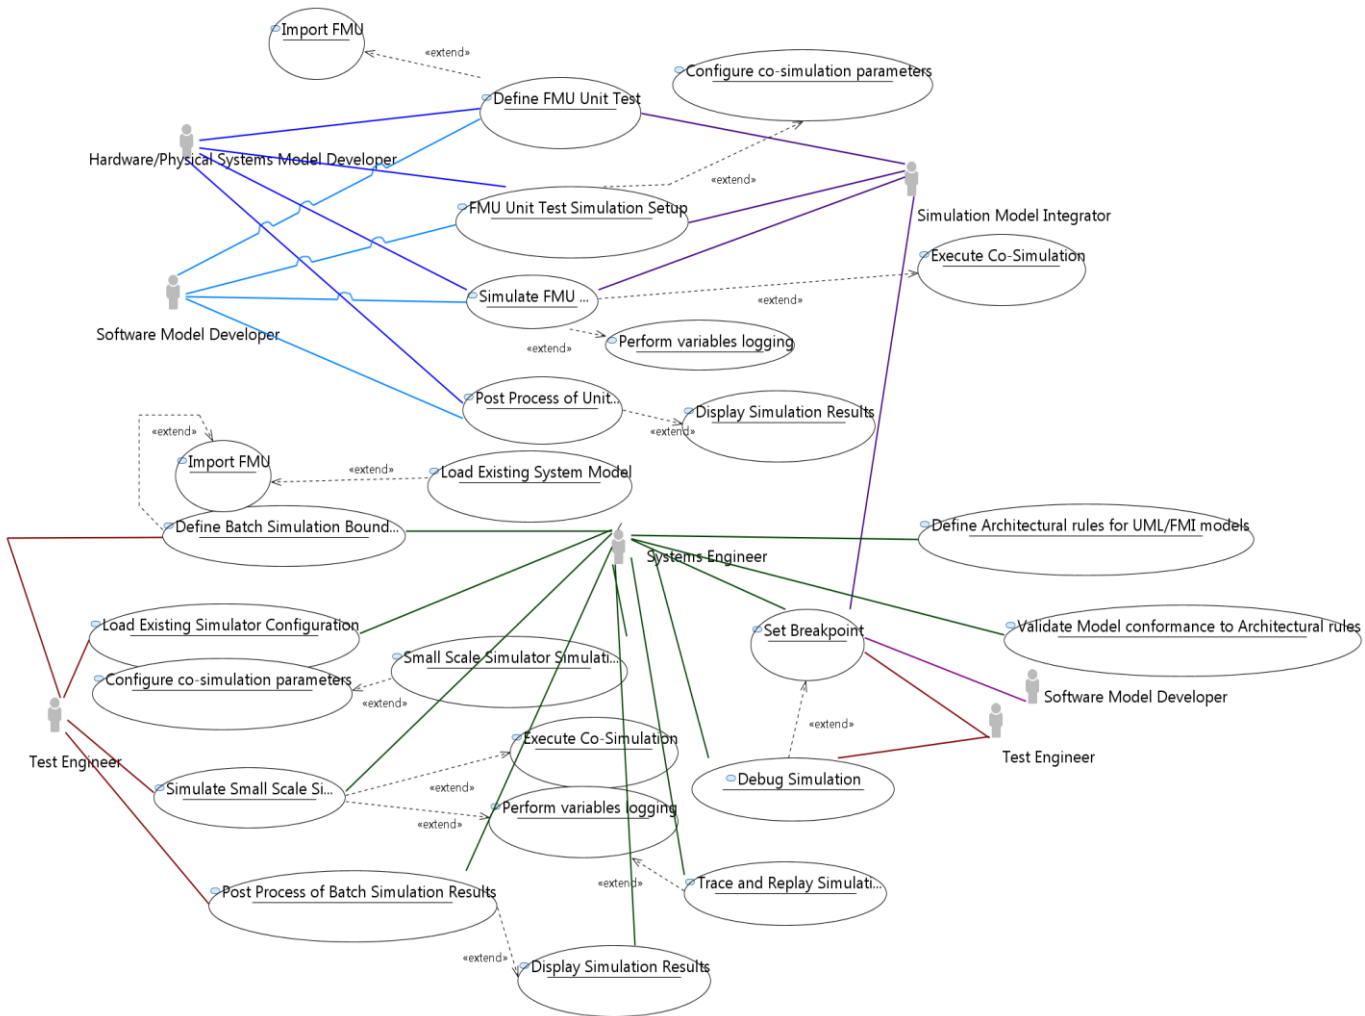 Import FMU
«extend»
Configure co-simulation parameters
Define FMU Unit Test
Hardware/Physical Systems Model Developer
«extend»
FMU Unit Test Simulation Setup
Simulation Model Integrator
Execute Co-Simulation
Simulate FMU ...
«extend»
Software Model Developer
«extend»
Perform variables logging
Post Process of Unit...
Display Simulation Results
«extend»
«extend»
Import FMU
«extend»
Load Existing System Model
Define Batch Simulation Bound...
Systems Engineer
Define Architectural rules for UML/FMI models
Load Existing Simulator Configuration
Set Breakpoint
Validate Model conformance to Architectural rules
Small Scale Simulator Simulati...
Configure co-simulation parameters
«extend»
Software Model Developer
«extend»
Execute Co-Simulation
Test Engineer
Test Engineer
Debug Simulation
Simulate Small Scale Si...
«extend»
Perform variables logging
«extend»
«extend»
Trace and Replay Simulati...
Post Process of Batch Simulation Results
«extend»
Display Simulation Results